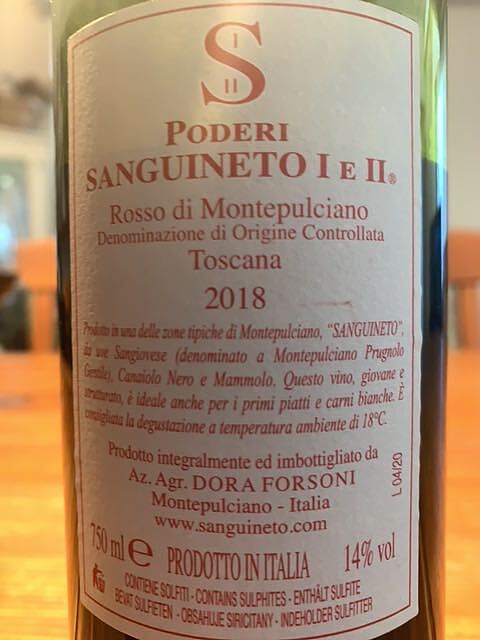 S
I
II
PODERI
SANGUINETO I E II®
Rosso di Montepulciano
Denominazione di Origine Controllata
Toscana
2018
Prodotto in una delle zone tipiche di Montepulciano, "SANGUINETO",
da uve Sangiovese (denominato a Montepulciano Prugnolo
Gentile), Canaiolo Nero e Mammolo. Questo vino, giovane e
strutturato, è ideale anche per i primi piatti e carni bianche. È
consigliata la degustazione a temperatura ambiente di 18°C.
Prodotto integralmente ed imbottigliato da
Az. Agr. DORA FORSONI
Montepulciano - Italia
www.sanguineto.com
L 04/20
750 ml e PRODOTTO IN ITALIA 14% vol
CONTIENE SOLFITI - CONTAINS SULPHITES - ENTHÄLT SULFITE
BEVAT SULFIETEN - OBSAHUJE SIRICITANY - INDEHOLDER SULFITTER